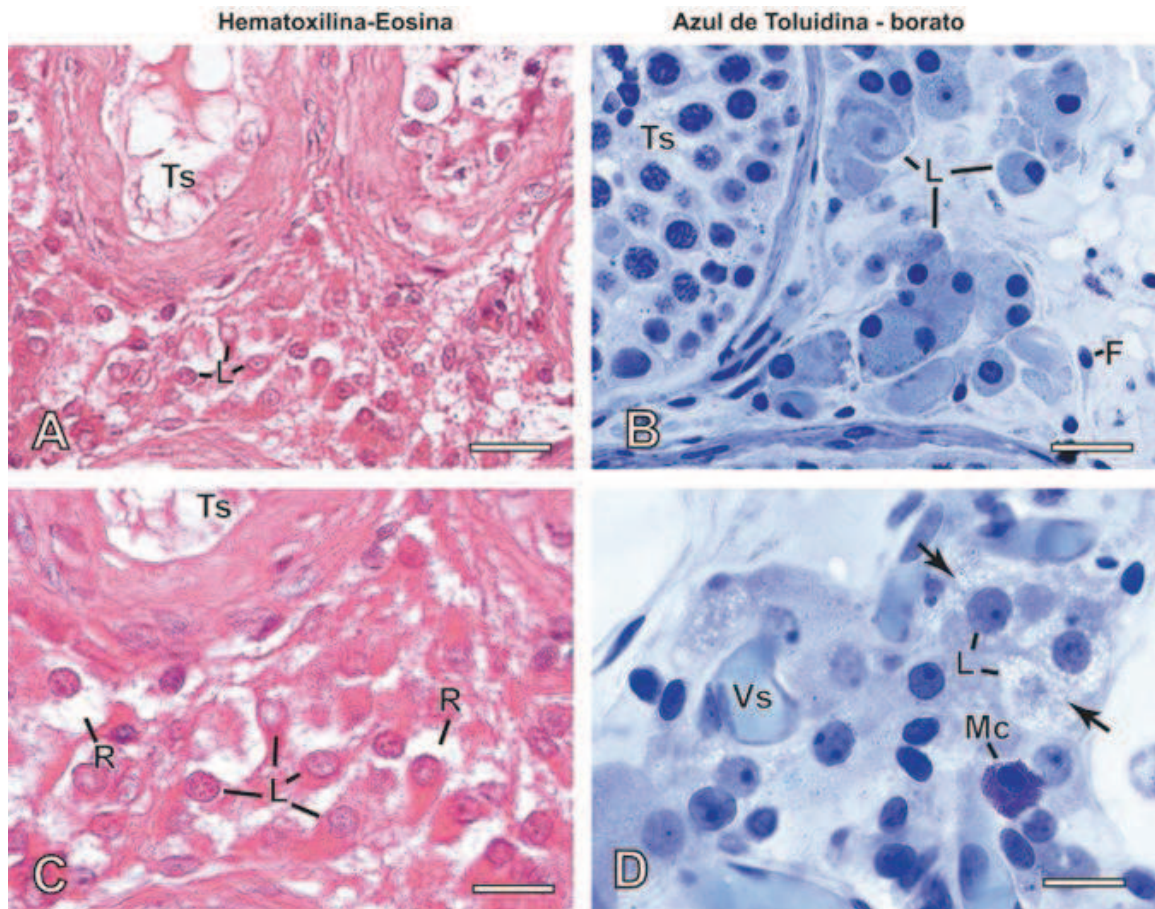 Hematoxilina-Eosina
Azul de Toluidina - borato
Ts
L
A
Ts
L
F
B
Ts
R
R
L
C
L
Vs
Mc
D